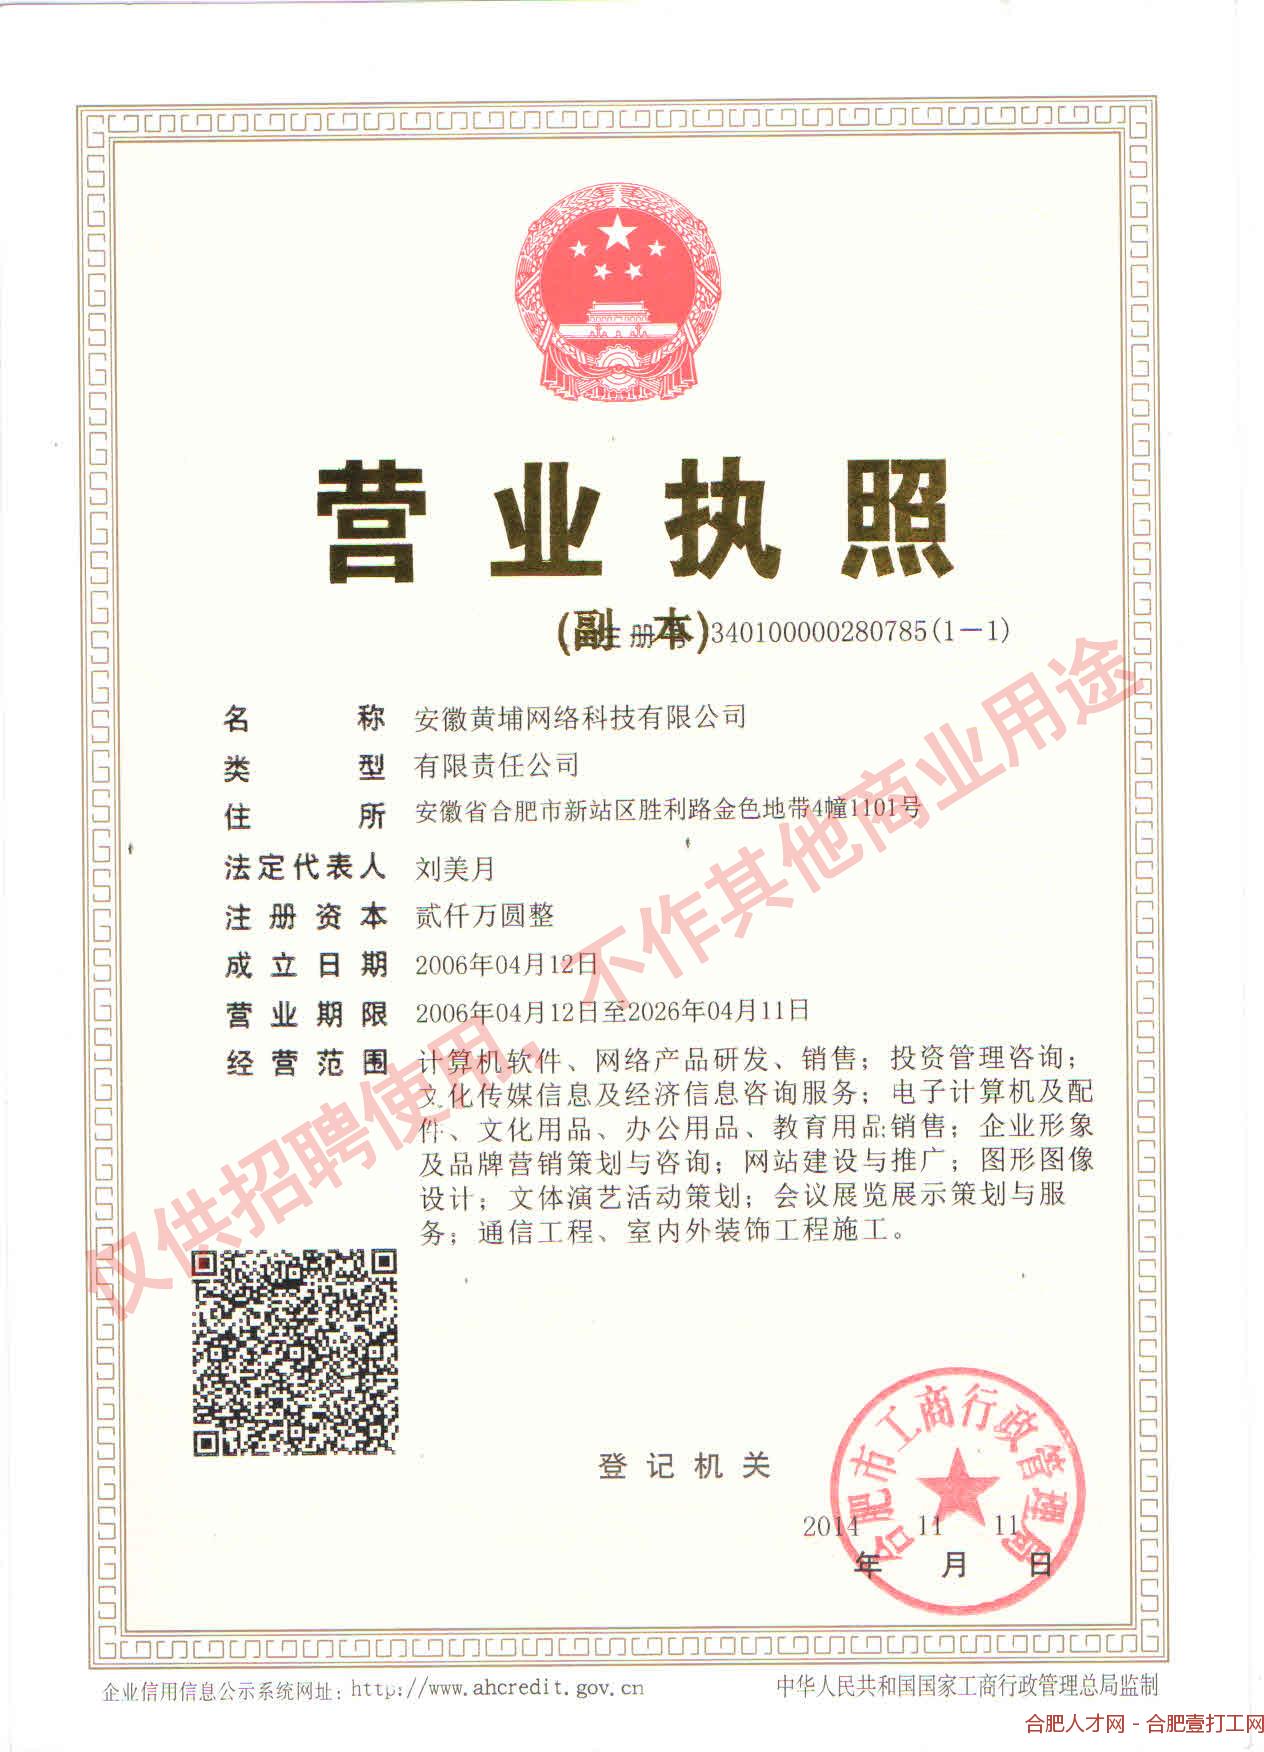 营业执照
(副 本)
注册号340100000280785(1－1)
名称 安徽黄埔网络科技有限公司
类型 有限责任公司
住所 安徽省合肥市新站区胜利路金色地带4幢1101号
法定代表人 刘美月
注册资本 贰仟万圆整
成立日期 2006年04月12日
营业期限 2006年04月12日至2026年04月11日
经营范围 计算机软件、网络产品研发、销售；投资管理咨询；
文化传媒信息及经济信息咨询服务；电子计算机及配
件、文化用品、办公用品、教育用品销售；企业形象
及品牌营销策划与咨询；网站建设与推广；图形图像
设计；文体演艺活动策划；会议展览展示策划与服
务；通信工程、室内外装饰工程施工。
仅供招聘使用，不作其他商业用途
登记机关
合肥市工商行政管理局
2014 11 11
年 月 日
企业信用信息公示系统网址：http://www.ahcredit.gov.cn
中华人民共和国国家工商行政管理总局监制
合肥人才网 - 合肥壹打工网